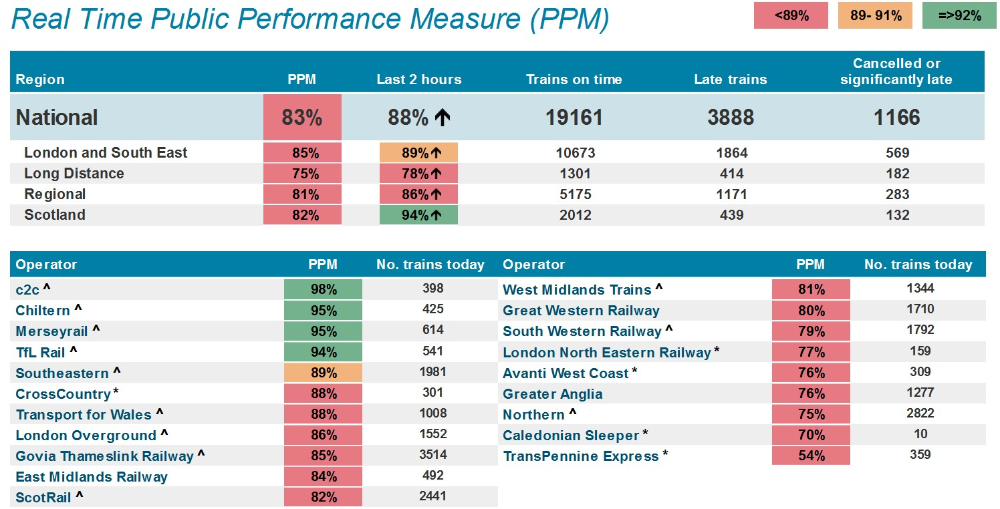 Real Time Public Performance Measure (PPM) <89% 89- 91% =>92%
Region PPM Last 2 hours Trains on time Late trains Cancelled or significantly late
National 83% 88% ↑ 19161 3888 1166
London and South East 85% 89% ↑ 10673 1864 569
Long Distance 75% 78% ↑ 1301 414 182
Regional 81% 86% ↑ 5175 1171 283
Scotland 82% 94% ↑ 2012 439 132
Operator PPM No. trains today Operator PPM No. trains today
c2c ^ 98% 398 West Midlands Trains ^ 81% 1344
Chiltern ^ 95% 425 Great Western Railway 80% 1710
Merseyrail ^ 95% 614 South Western Railway ^ 79% 1792
TfL Rail ^ 94% 541 London North Eastern Railway * 77% 159
Southeastern ^ 89% 1981 Avanti West Coast * 76% 309
CrossCountry * 88% 301 Greater Anglia 76% 1277
Transport for Wales ^ 88% 1008 Northern ^ 75% 2822
London Overground ^ 86% 1552 Caledonian Sleeper * 70% 10
Govia Thameslink Railway ^ 85% 3514 TransPennine Express * 54% 359
East Midlands Railway 84% 492
ScotRail ^ 82% 2441